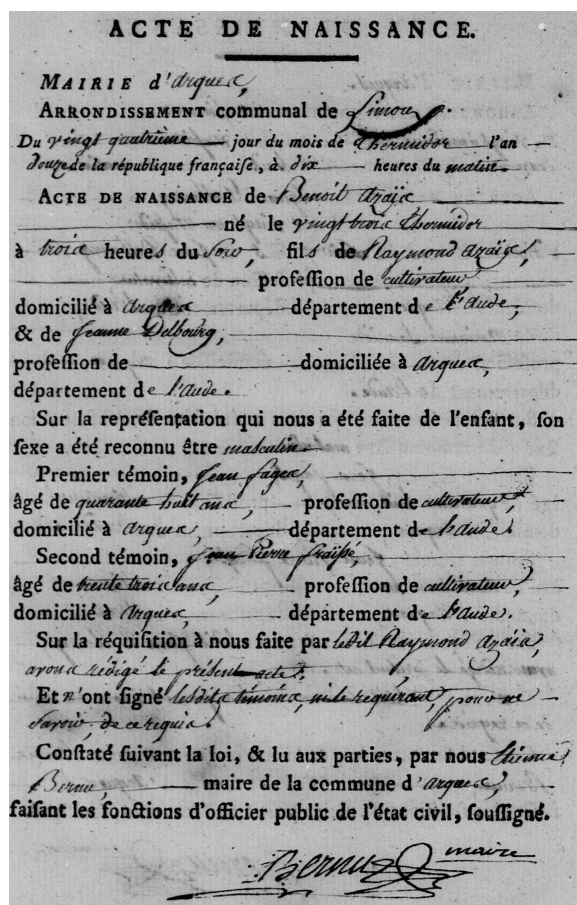 ACTE DE NAISSANCE.
MAIRIE d'arques,
ARRONDISSEMENT communal de Limoux.
Du vingt quatrième jour du mois de thermidor l'an
douze de la république française, à dix heures du matin
ACTE DE NAISSANCE de Benoit azaïs
né le vingt trois thermidor
à trois heures du soir, fils de Raymond azaïs,
profession de cultivateur,
domicilié à arques département de l'aude,
& de Jeanne Delbourg,
profession de domiciliée à arques,
département de l'aude.
Sur la représentation qui nous a été faite de l'enfant, son
sexe a été reconnu être masculin.
Premier témoin, Jean sages,
âgé de quarante huit ans, profession de cultivateur,
domicilié à arques, département de l'aude.
Second témoin, Jean Pierre fraissé,
âgé de trente trois ans, profession de cultivateur,
domicilié à arques, département de l'aude.
Sur la réquisition à nous faite par ledit Raymond azaïs,
avons rédigé le présent acte,
Et n'ont signé lesdits témoins, ni le requérant, pour ne
savoir, de ce requis.
Constaté suivant la loi, & lu aux parties, par nous
maire de la commune d'arques,
faisant les fonctions d'officier public de l'état civil, soussigné.
maire